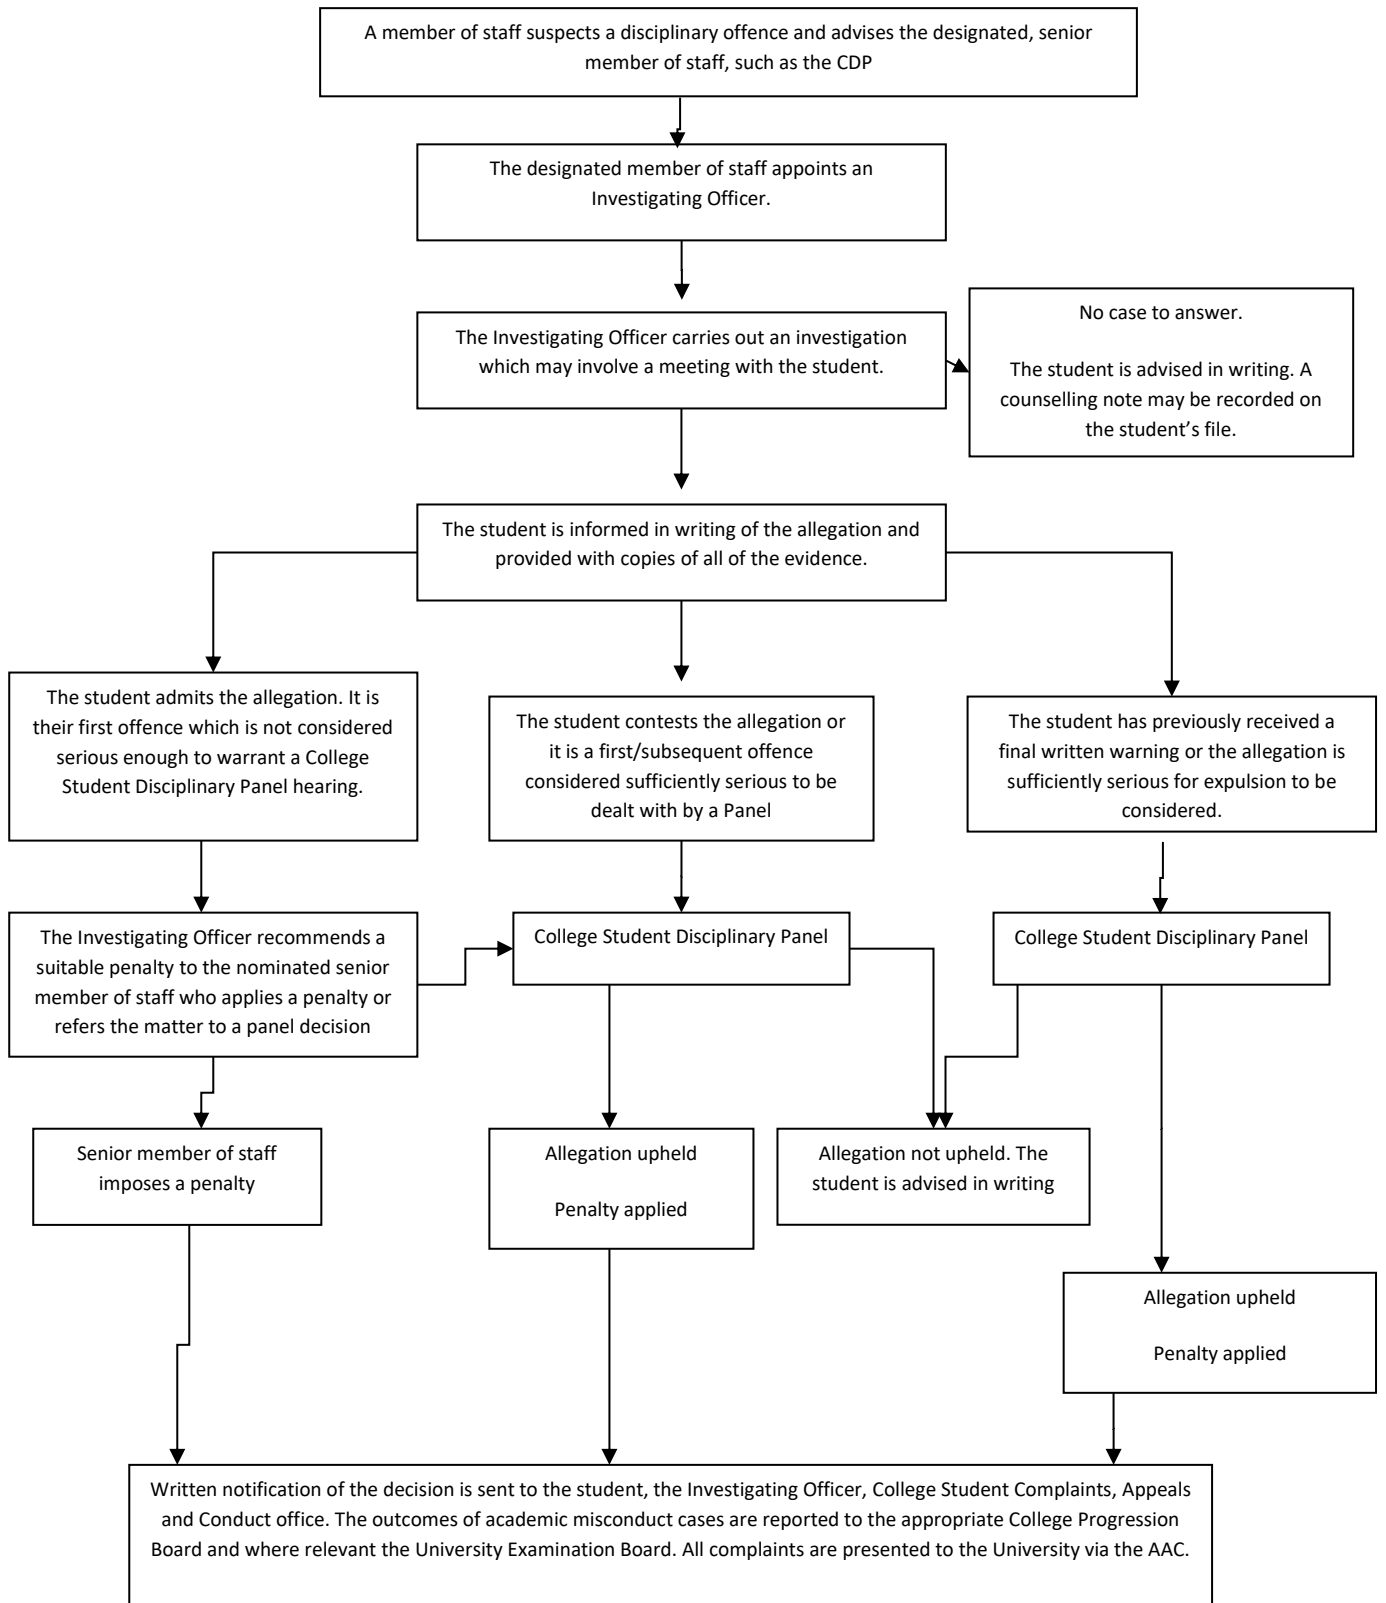 A member of staff suspects a disciplinary offence and advises the designated, senior
member of staff, such as the CDP
The designated member of staff appoints an
Investigating Officer.
The Investigating Officer carries out an investigation
which may involve a meeting with the student.
No case to answer.
The student is advised in writing. A
counselling note may be recorded on
the student’s file.
The student is informed in writing of the allegation and
provided with copies of all of the evidence.
The student admits the allegation. It is
their first offence which is not considered
serious enough to warrant a College
Student Disciplinary Panel hearing.
The student contests the allegation or
it is a first/subsequent offence
considered sufficiently serious to be
dealt with by a Panel
The student has previously received a
final written warning or the allegation is
sufficiently serious for expulsion to be
considered.
The Investigating Officer recommends a
suitable penalty to the nominated senior
member of staff who applies a penalty or
refers the matter to a panel decision
College Student Disciplinary Panel
College Student Disciplinary Panel
Senior member of staff
imposes a penalty
Allegation upheld
Penalty applied
Allegation not upheld. The
student is advised in writing
Allegation upheld
Penalty applied
Written notification of the decision is sent to the student, the Investigating Officer, College Student Complaints, Appeals
and Conduct office. The outcomes of academic misconduct cases are reported to the appropriate College Progression
Board and where relevant the University Examination Board. All complaints are presented to the University via the AAC.